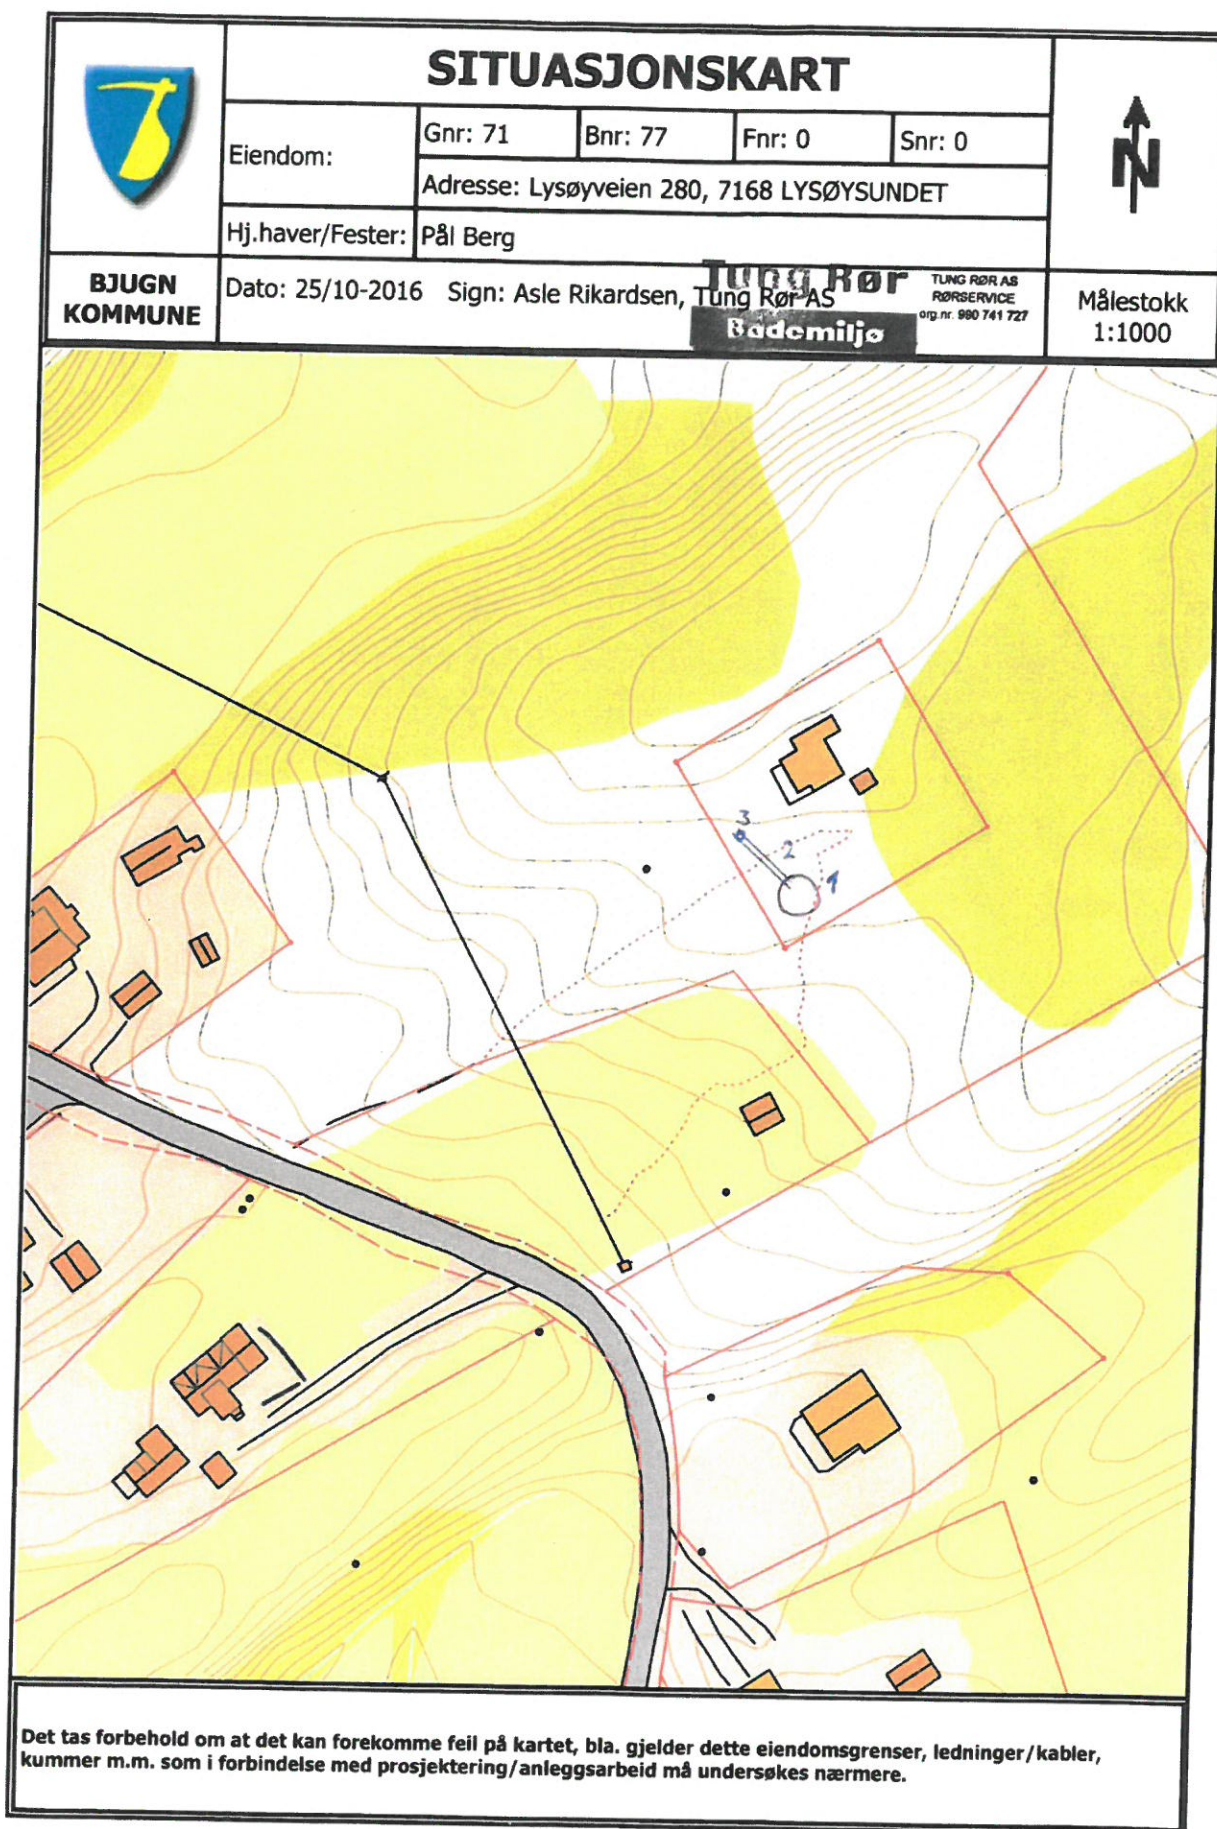 SITUASJONSKART
Eiendom:
Gnr: 71
Bnr: 77
Fnr: 0
Snr: 0
Adresse: Lysøyveien 280, 7168 LYSØYSUNDET
Hj.haver/Fester:
Pål Berg
N
BJUGN
KOMMUNE
Dato: 25/10-2016 Sign: Asle Rikardsen, Tung Rør AS
Tung Rør
Bademiljø
TUNG RØR AS
RØRSERVICE
org.nr. 980 741 727
Målestokk
1:1000
3
2
1
Det tas forbehold om at det kan forekomme feil på kartet, bla. gjelder dette eiendomsgrenser, ledninger/kabler,
kummer m.m. som i forbindelse med prosjektering/anleggsarbeid må undersøkes nærmere.